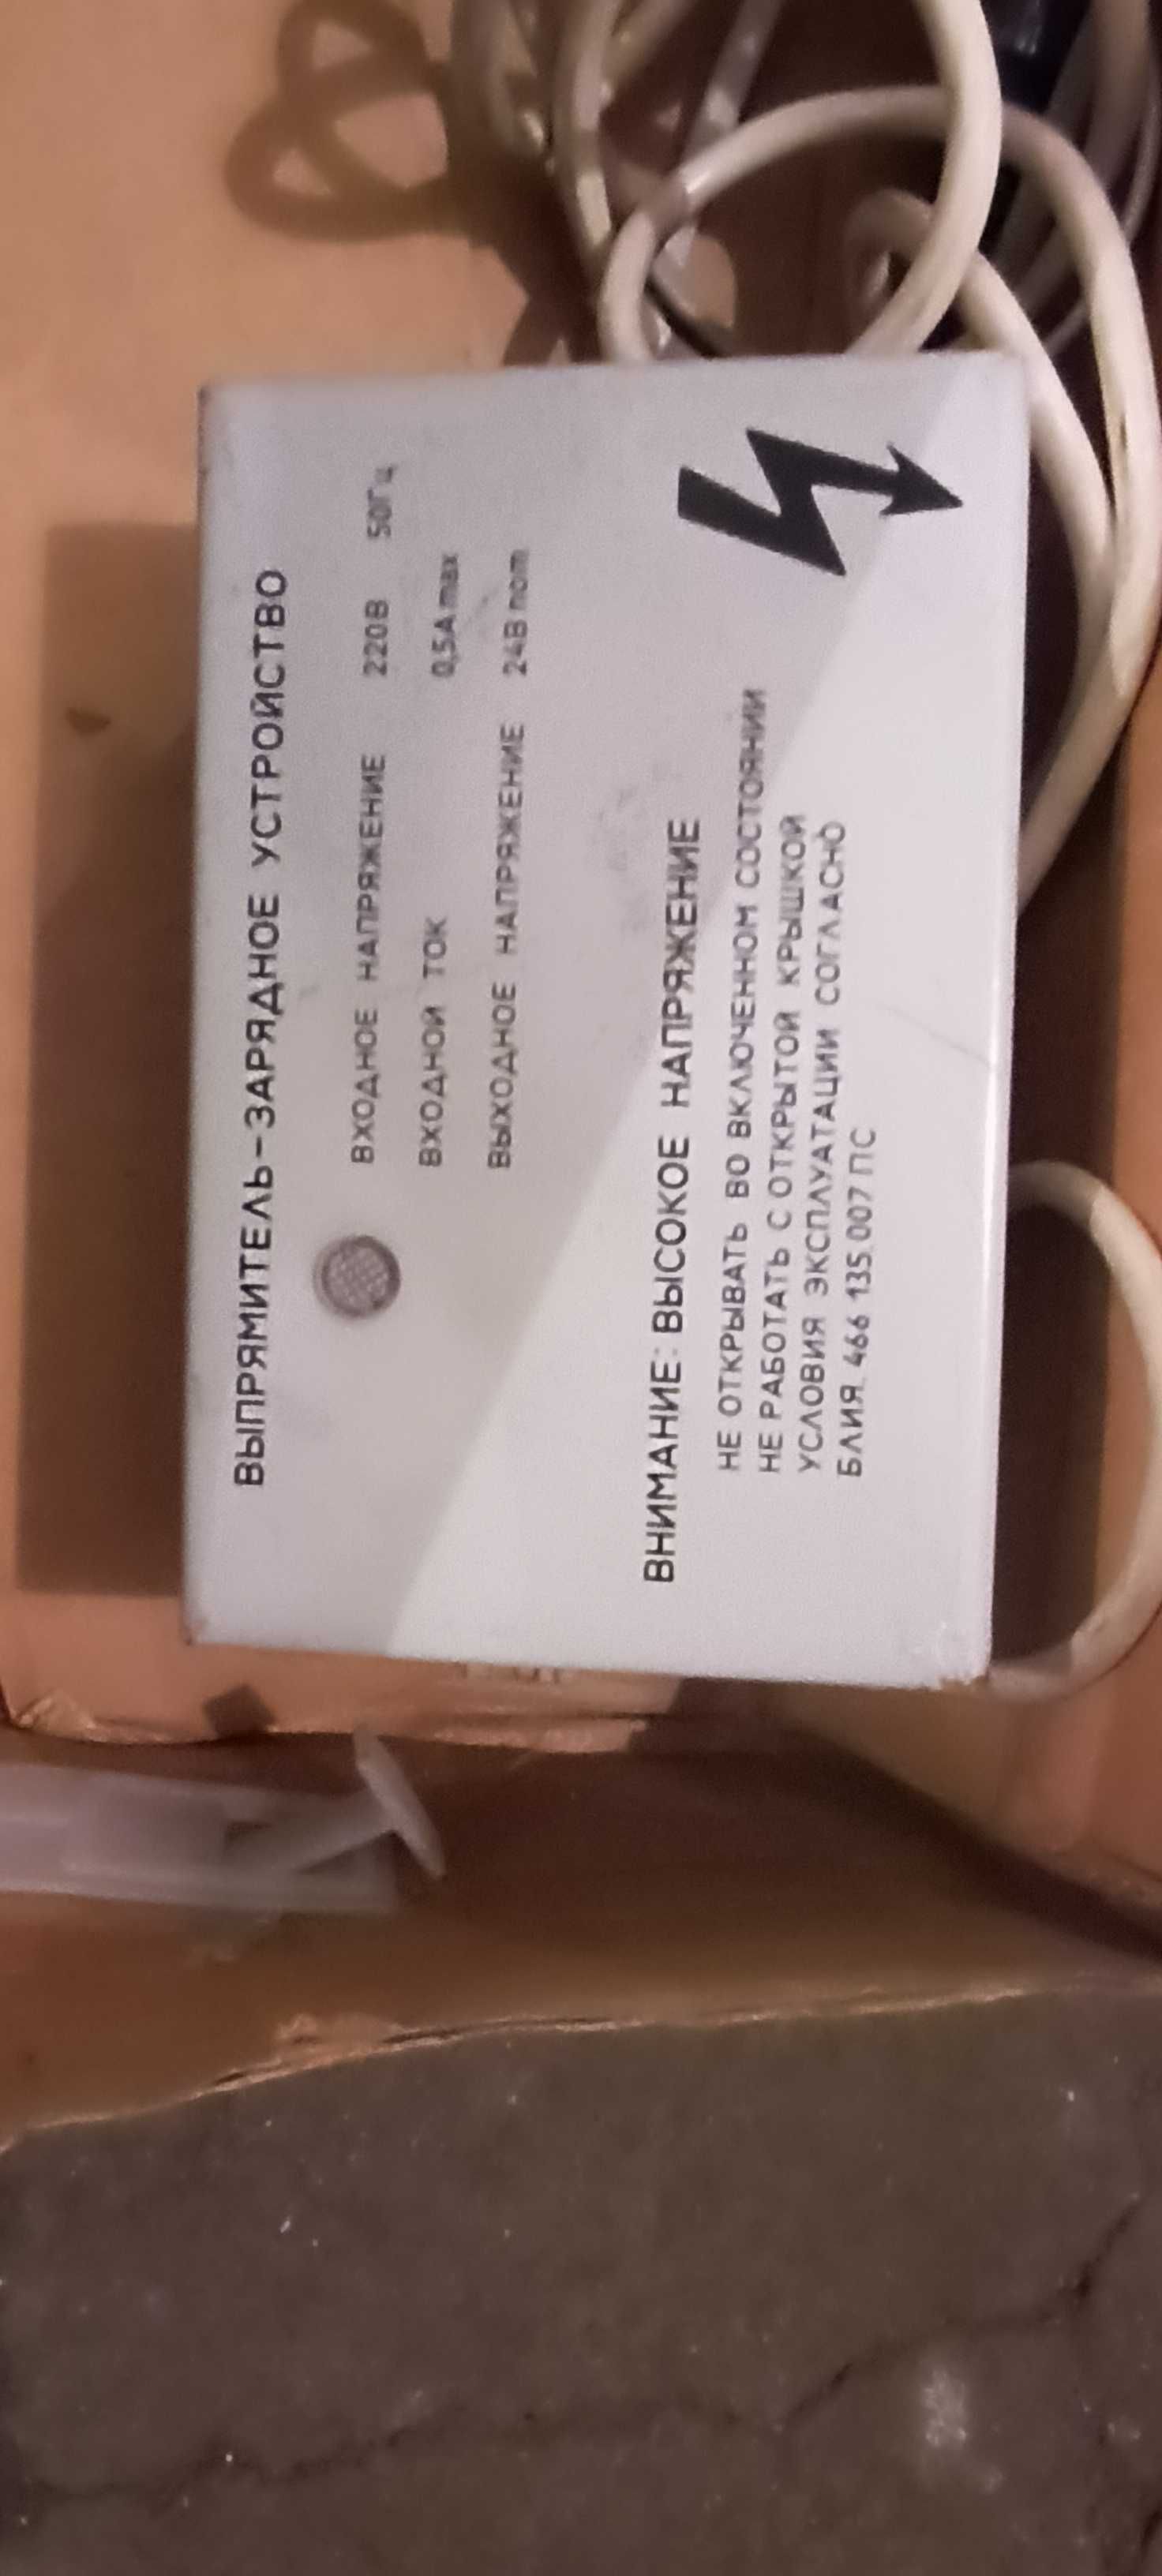 ВЫПРЯМИТЕЛЬ-ЗАРЯДНОЕ УСТРОЙСТВО
ВХОДНОЕ НАПРЯЖЕНИЕ 220В 50Гц
ВХОДНОЙ ТОК 0,5А max
ВЫХОДНОЕ НАПРЯЖЕНИЕ 24В nom
ВНИМАНИЕ: ВЫСОКОЕ НАПРЯЖЕНИЕ
НЕ ОТКРЫВАТЬ ВО ВКЛЮЧЕННОМ СОСТОЯНИИ
НЕ РАБОТАТЬ С ОТКРЫТОЙ КРЫШКОЙ
УСЛОВИЯ ЭКСПЛУАТАЦИИ СОГЛАСНО
БЛИЯ. 466 135.007 ПС